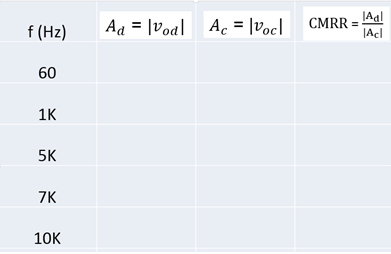 f (Hz) A_d = |v_od| A_c = |v_oc| CMRR = |A_d| / |A_c|
60
1K
5K
7K
10K